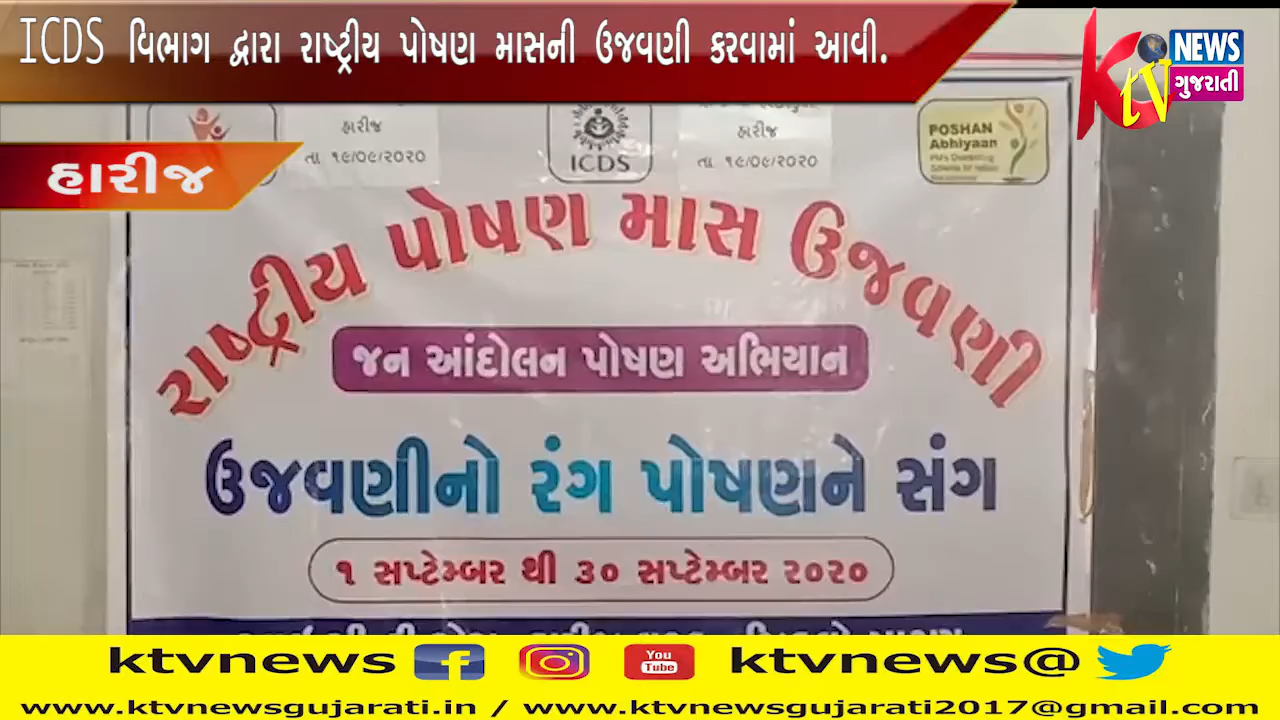 ICDS વિભાગ દ્વારા રાષ્ટ્રીય પોષણ માસની ઉજવણી કરવામાં આવી.
KTV NEWS
ગુજરાતી
હારીજ
હારીજ
તા ૧૯/૦૯/૨૦૨૦
ICDS
હારીજ
તા ૧૯/૦૯/૨૦૨૦
POSHAN
Abhiyaan
રાષ્ટ્રીય પોષણ માસ ઉજવણી
જન આંદોલન પોષણ અભિયાન
ઉજવણીનો રંગ પોષણને સંગ
૧ સપ્ટેમ્બર થી ૩૦ સપ્ટેમ્બર ૨૦૨૦
ktvnews You Tube ktvnews@
www.ktvnewsgujarati.in / www.ktvnewsgujarati2017@gmail.com